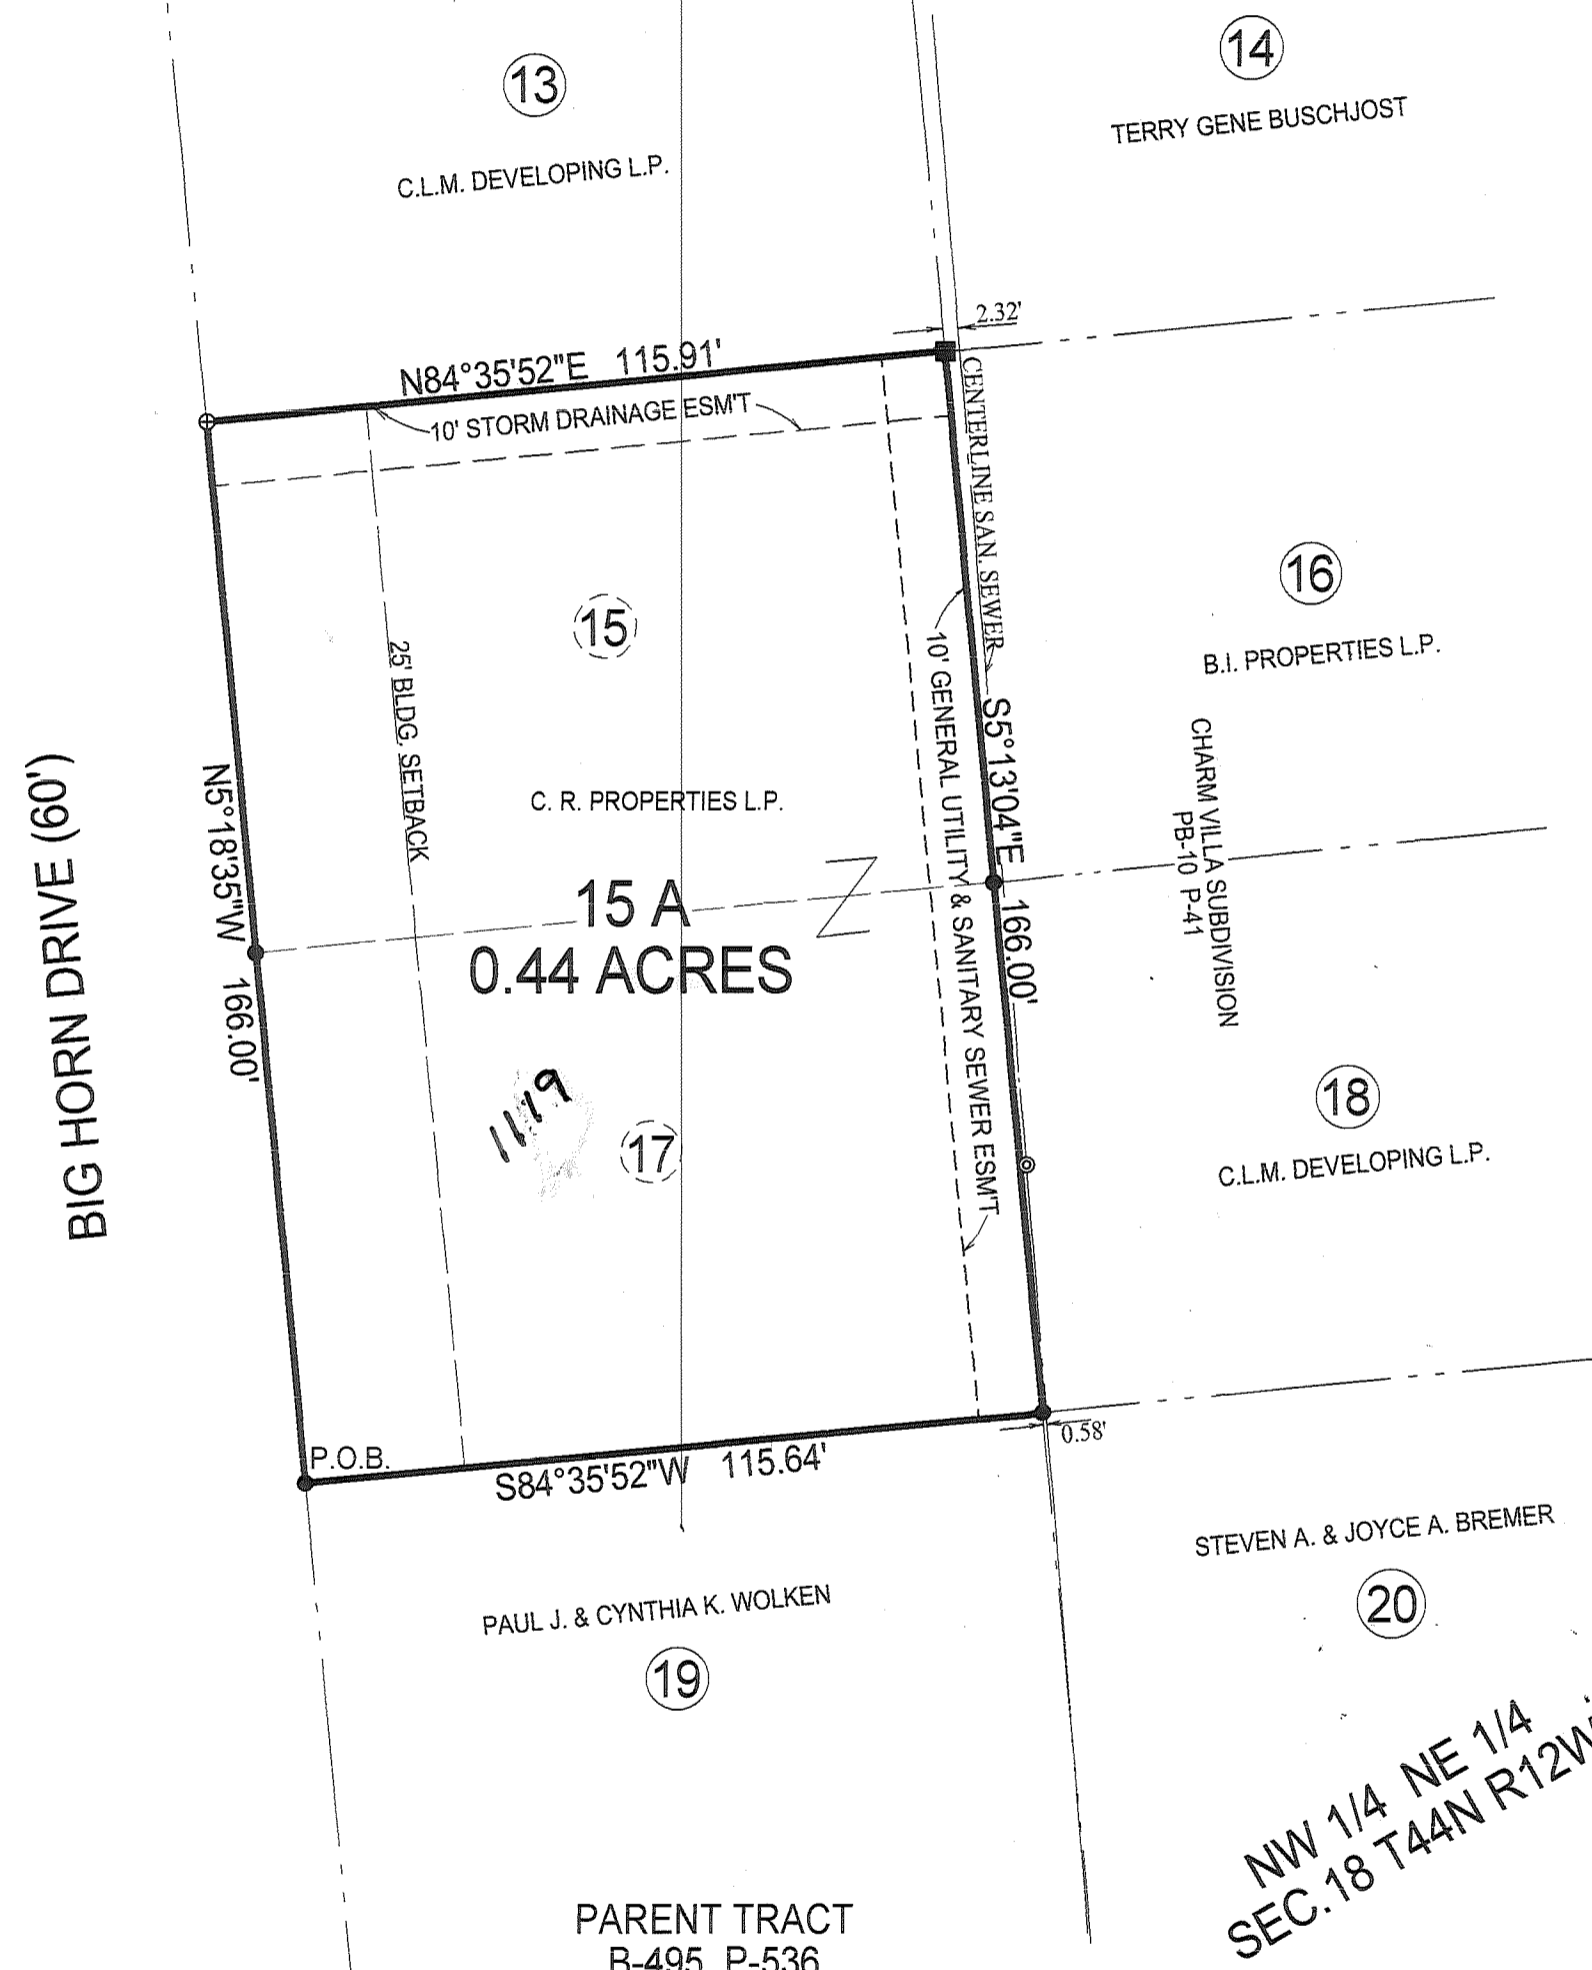 13
C.L.M. DEVELOPING L.P.
14
TERRY GENE BUSCHJOST
2.32'
N84°35'52"E 115.91'
10' STORM DRAINAGE ESM'T
CENTERLINE SAN. SEWER
15
16
B.I. PROPERTIES L.P.
25' BLDG. SETBACK
10' GENERAL UTILITY & SANITARY SEWER ESM'T
S5°13'04"E 166.00'
CHARM VILLA SUBDIVISION
PB-10 P-41
BIG HORN DRIVE (60')
N5°18'35"W 166.00'
C. R. PROPERTIES L.P.
15 A
0.44 ACRES
1119
17
18
C.L.M. DEVELOPING L.P.
P.O.B.
S84°35'52"W 115.64'
0.58'
PAUL J. & CYNTHIA K. WOLKEN
19
STEVEN A. & JOYCE A. BREMER
20
NW 1/4 NE 1/4
SEC.18 T44N R12W
PARENT TRACT
B-495 P-536